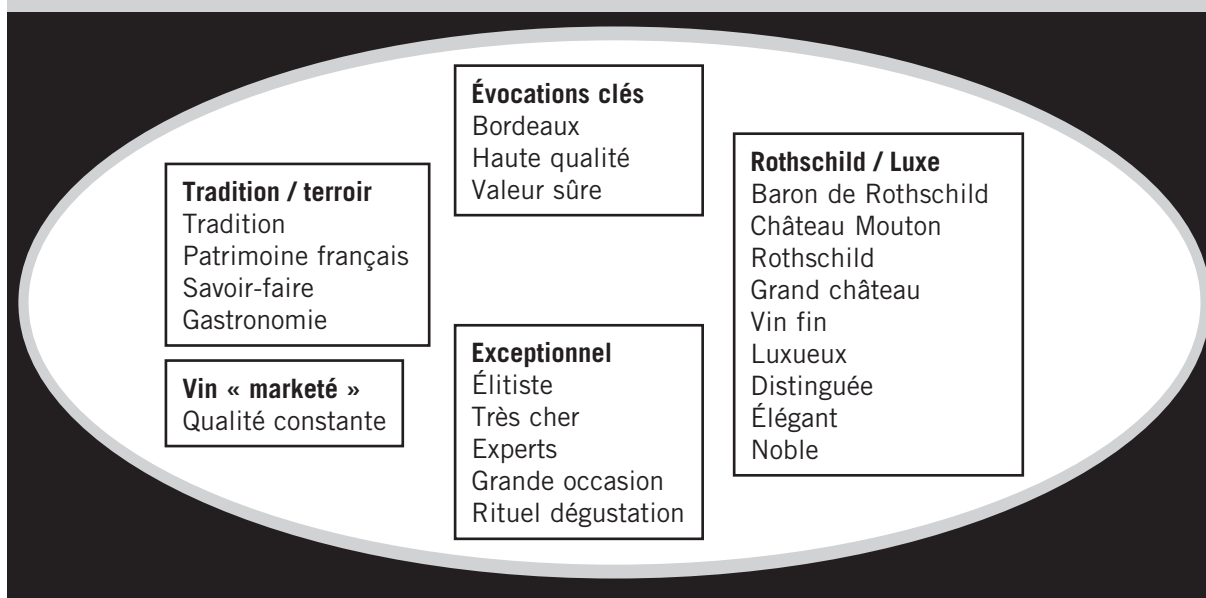 Évocations clés
Bordeaux
Haute qualité
Valeur sûre
Tradition / terroir
Tradition
Patrimoine français
Savoir-faire
Gastronomie
Vin « marketé »
Qualité constante
Exceptionnel
Élitiste
Très cher
Experts
Grande occasion
Rituel dégustation
Rothschild / Luxe
Baron de Rothschild
Château Mouton
Rothschild
Grand château
Vin fin
Luxueux
Distinguée
Élégant
Noble